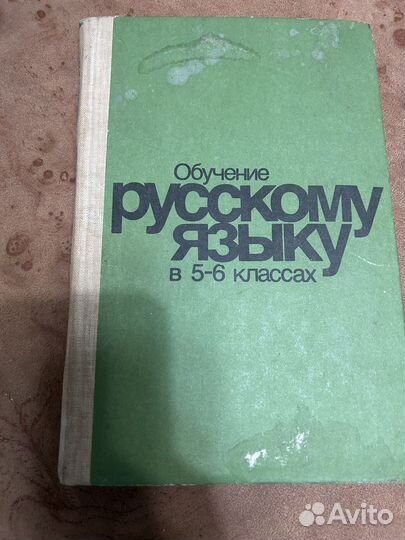 Обучение
русскому
языку
в 5-6 классах
Avito